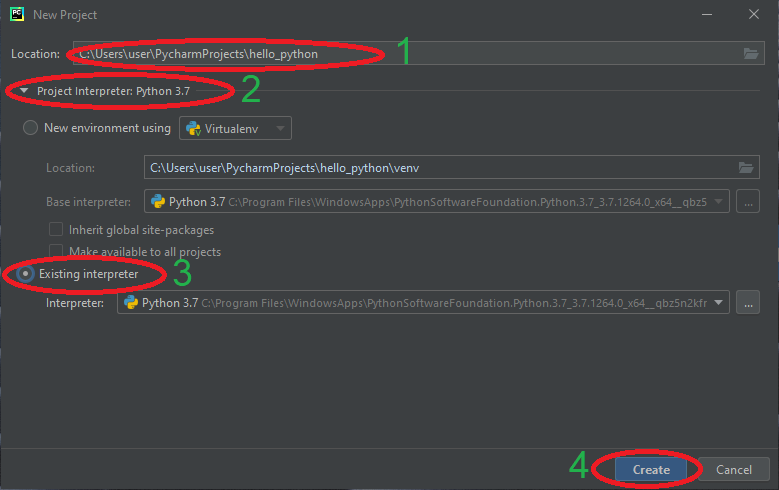 PC
New Project
Location: C:\Users\user\PycharmProjects\hello_python 1
Project Interpreter: Python 3.7 2
New environment using Virtualenv
Location: C:\Users\user\PycharmProjects\hello_python\venv
Base interpreter: Python 3.7 C:\Program Files\WindowsApps\PythonSoftwareFoundation.Python.3.7_3.7.1264.0_x64__qbz5 ...
Inherit global site-packages
Make available to all projects
Existing interpreter 3
Interpreter: Python 3.7 C:\Program Files\WindowsApps\PythonSoftwareFoundation.Python.3.7_3.7.1264.0_x64__qbz5n2kfr ...
4 Create Cancel